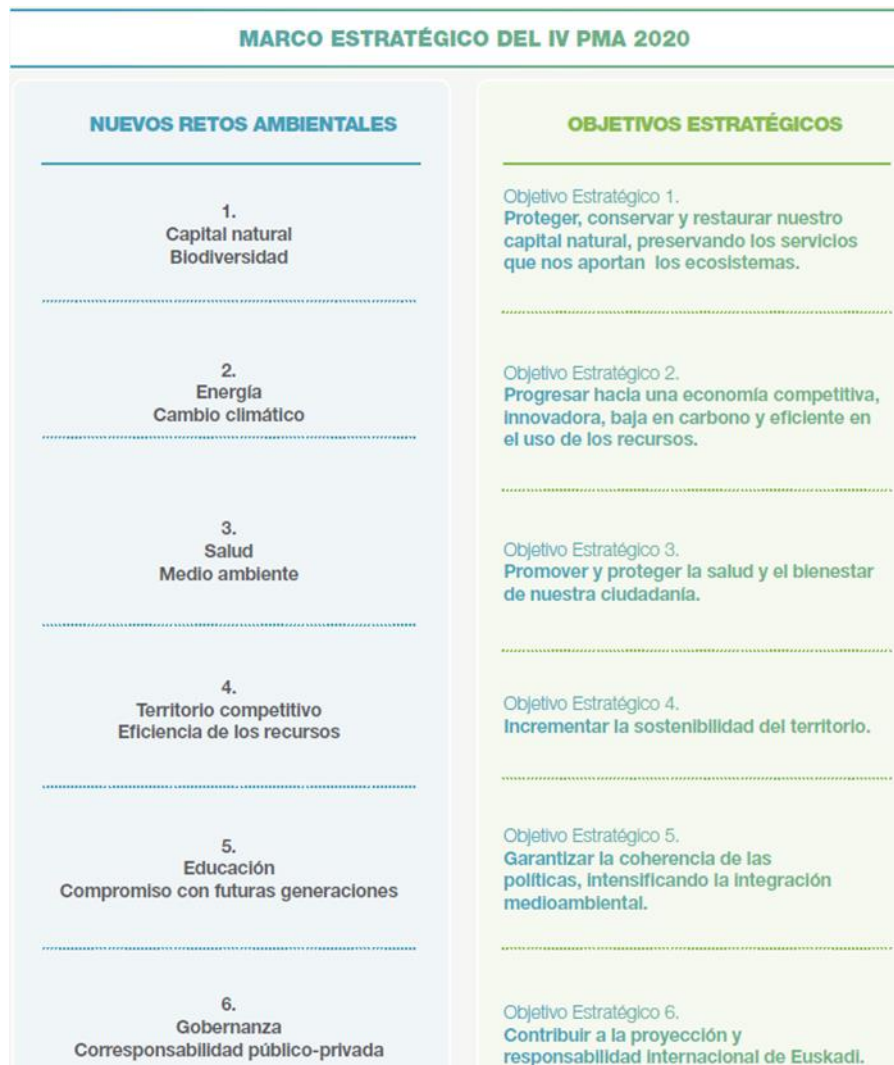 MARCO ESTRATÉGICO DEL IV PMA 2020
NUEVOS RETOS AMBIENTALES
1.
Capital natural
Biodiversidad
2.
Energía
Cambio climático
3.
Salud
Medio ambiente
4.
Territorio competitivo
Eficiencia de los recursos
5.
Educación
Compromiso con futuras generaciones
6.
Gobernanza
Corresponsabilidad público-privada
OBJETIVOS ESTRATÉGICOS
Objetivo Estratégico 1.
Proteger, conservar y restaurar nuestro
capital natural, preservando los servicios
que nos aportan los ecosistemas.
Objetivo Estratégico 2.
Progresar hacia una economía competitiva,
innovadora, baja en carbono y eficiente en
el uso de los recursos.
Objetivo Estratégico 3.
Promover y proteger la salud y el bienestar
de nuestra ciudadanía.
Objetivo Estratégico 4.
Incrementar la sostenibilidad del territorio.
Objetivo Estratégico 5.
Garantizar la coherencia de las
políticas, intensificando la integración
medioambiental.
Objetivo Estratégico 6.
Contribuir a la proyección y
responsabilidad internacional de Euskadi.